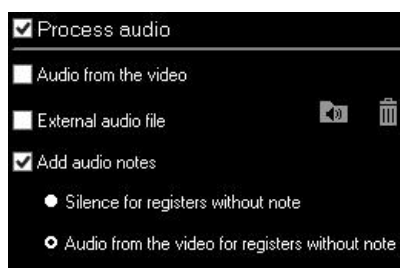 Process audio
Audio from the video
External audio file
Add audio notes
Silence for registers without note
Audio from the video for registers without note